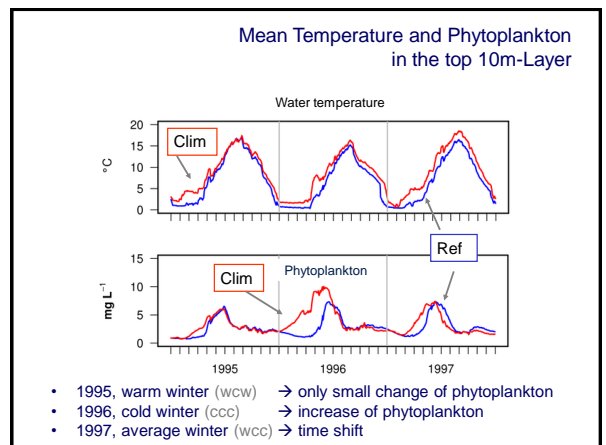 Mean Temperature and Phytoplankton
in the top 10m-Layer
Water temperature
20
15
10
5
0
°C
Clim
Ref
15
10
5
0
mg L⁻¹
Clim
Phytoplankton
1995
1996
1997
• 1995, warm winter (wcw) → only small change of phytoplankton
• 1996, cold winter (ccc) → increase of phytoplankton
• 1997, average winter (wcc) → time shift